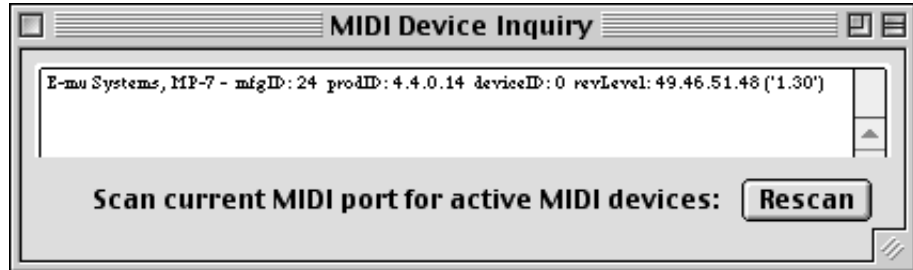 MIDI Device Inquiry
E-mu Systems, MP-7 - mfgID: 24 prodID: 4.4.0.14 deviceID: 0 revLevel: 49.46.51.48 ('1.30')
Scan current MIDI port for active MIDI devices: Rescan